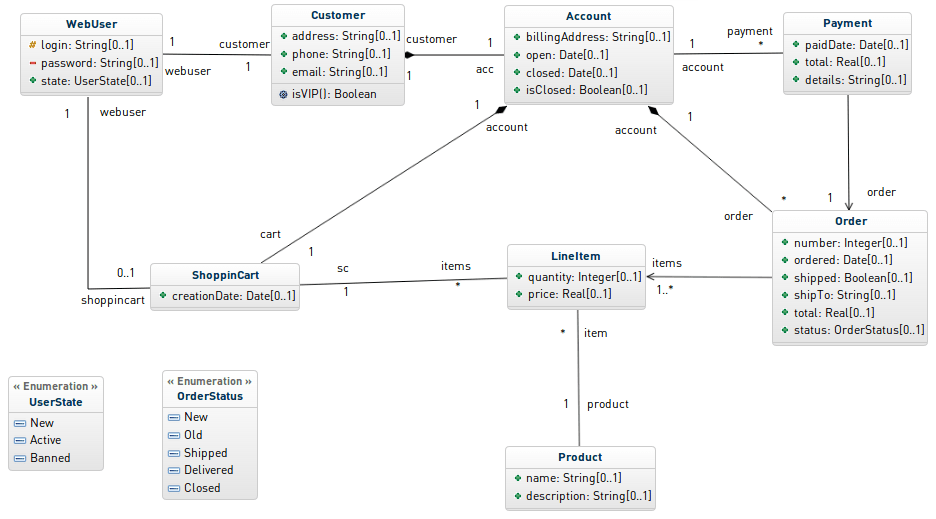 WebUser
login: String[0..1]
password: String[0..1]
state: UserState[0..1]
1
customer
webuser
1
Customer
address: String[0..1]
phone: String[0..1]
email: String[0..1]
isVIP(): Boolean
customer
1
1
acc
Account
billingAddress: String[0..1]
open: Date[0..1]
closed: Date[0..1]
isClosed: Boolean[0..1]
1
payment
account
*
Payment
paidDate: Date[0..1]
total: Real[0..1]
details: String[0..1]
1
webuser
1
account
1
account
order
*
1
order
cart
1
0..1
shoppincart
ShoppinCart
creationDate: Date[0..1]
sc
1
items
*
LineItem
quantity: Integer[0..1]
price: Real[0..1]
items
1..*
Order
number: Integer[0..1]
ordered: Date[0..1]
shipped: Boolean[0..1]
shipTo: String[0..1]
total: Real[0..1]
status: OrderStatus[0..1]
*
item
1
product
« Enumeration »
UserState
New
Active
Banned
« Enumeration »
OrderStatus
New
Old
Shipped
Delivered
Closed
Product
name: String[0..1]
description: String[0..1]